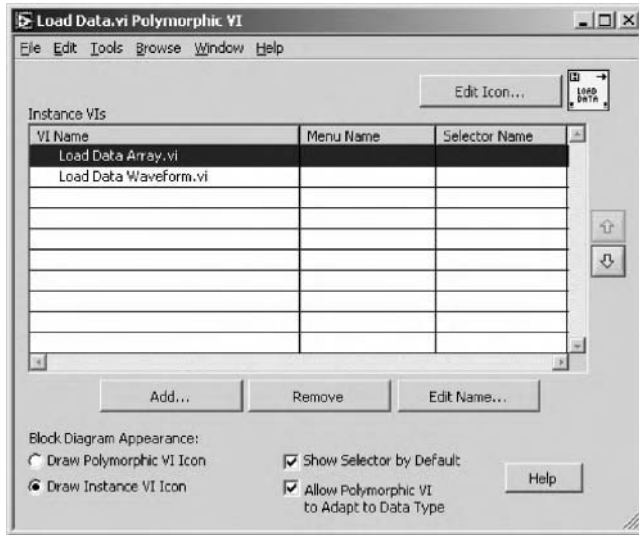 Load Data.vi Polymorphic VI
File Edit Tools Browse Window Help
Edit Icon...
LOAD
DATA
Instance VIs
VI Name Menu Name Selector Name
Load Data Array.vi
Load Data Waveform.vi
Add... Remove Edit Name...
Block Diagram Appearance:
Draw Polymorphic VI Icon
Draw Instance VI Icon
Show Selector by Default
Allow Polymorphic VI
to Adapt to Data Type
Help